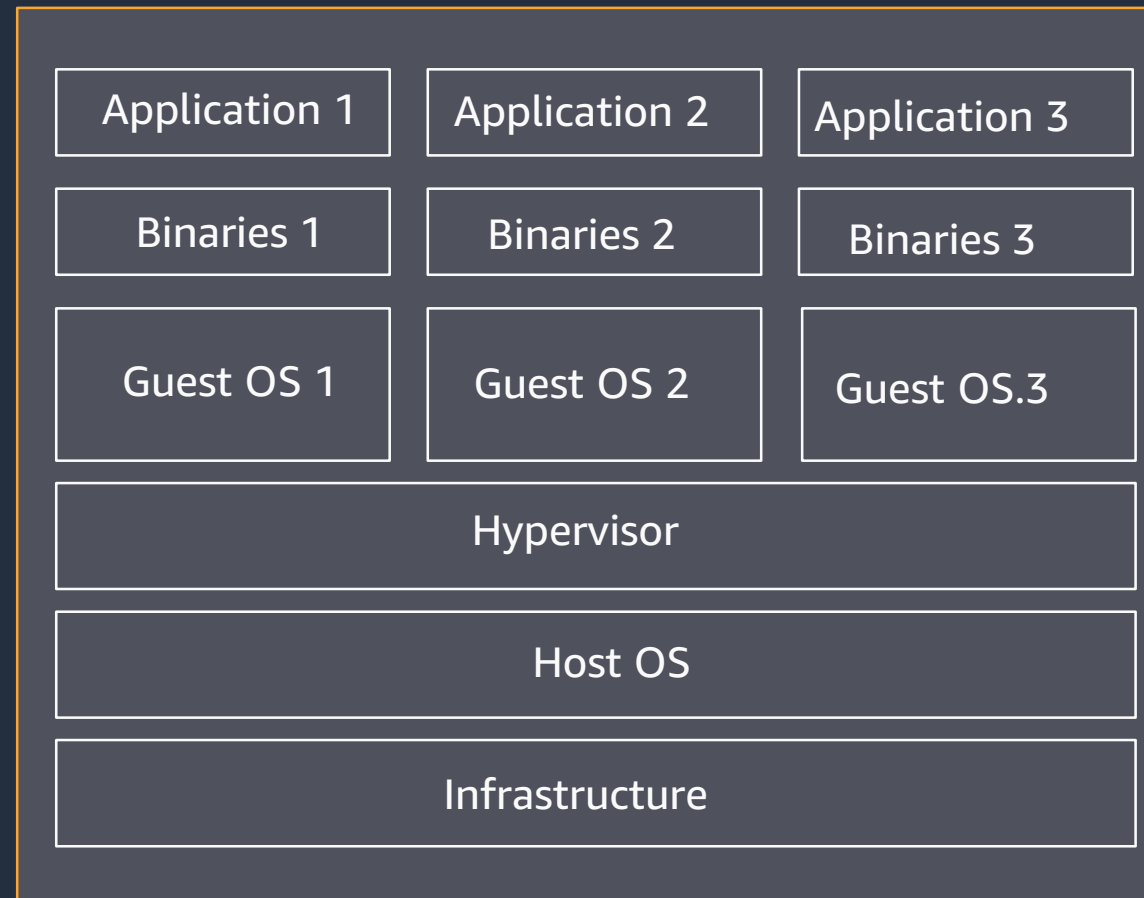 Application 1
Application 2
Application 3
Binaries 1
Binaries 2
Binaries 3
Guest OS 1
Guest OS 2
Guest OS.3
Hypervisor
Host OS
Infrastructure